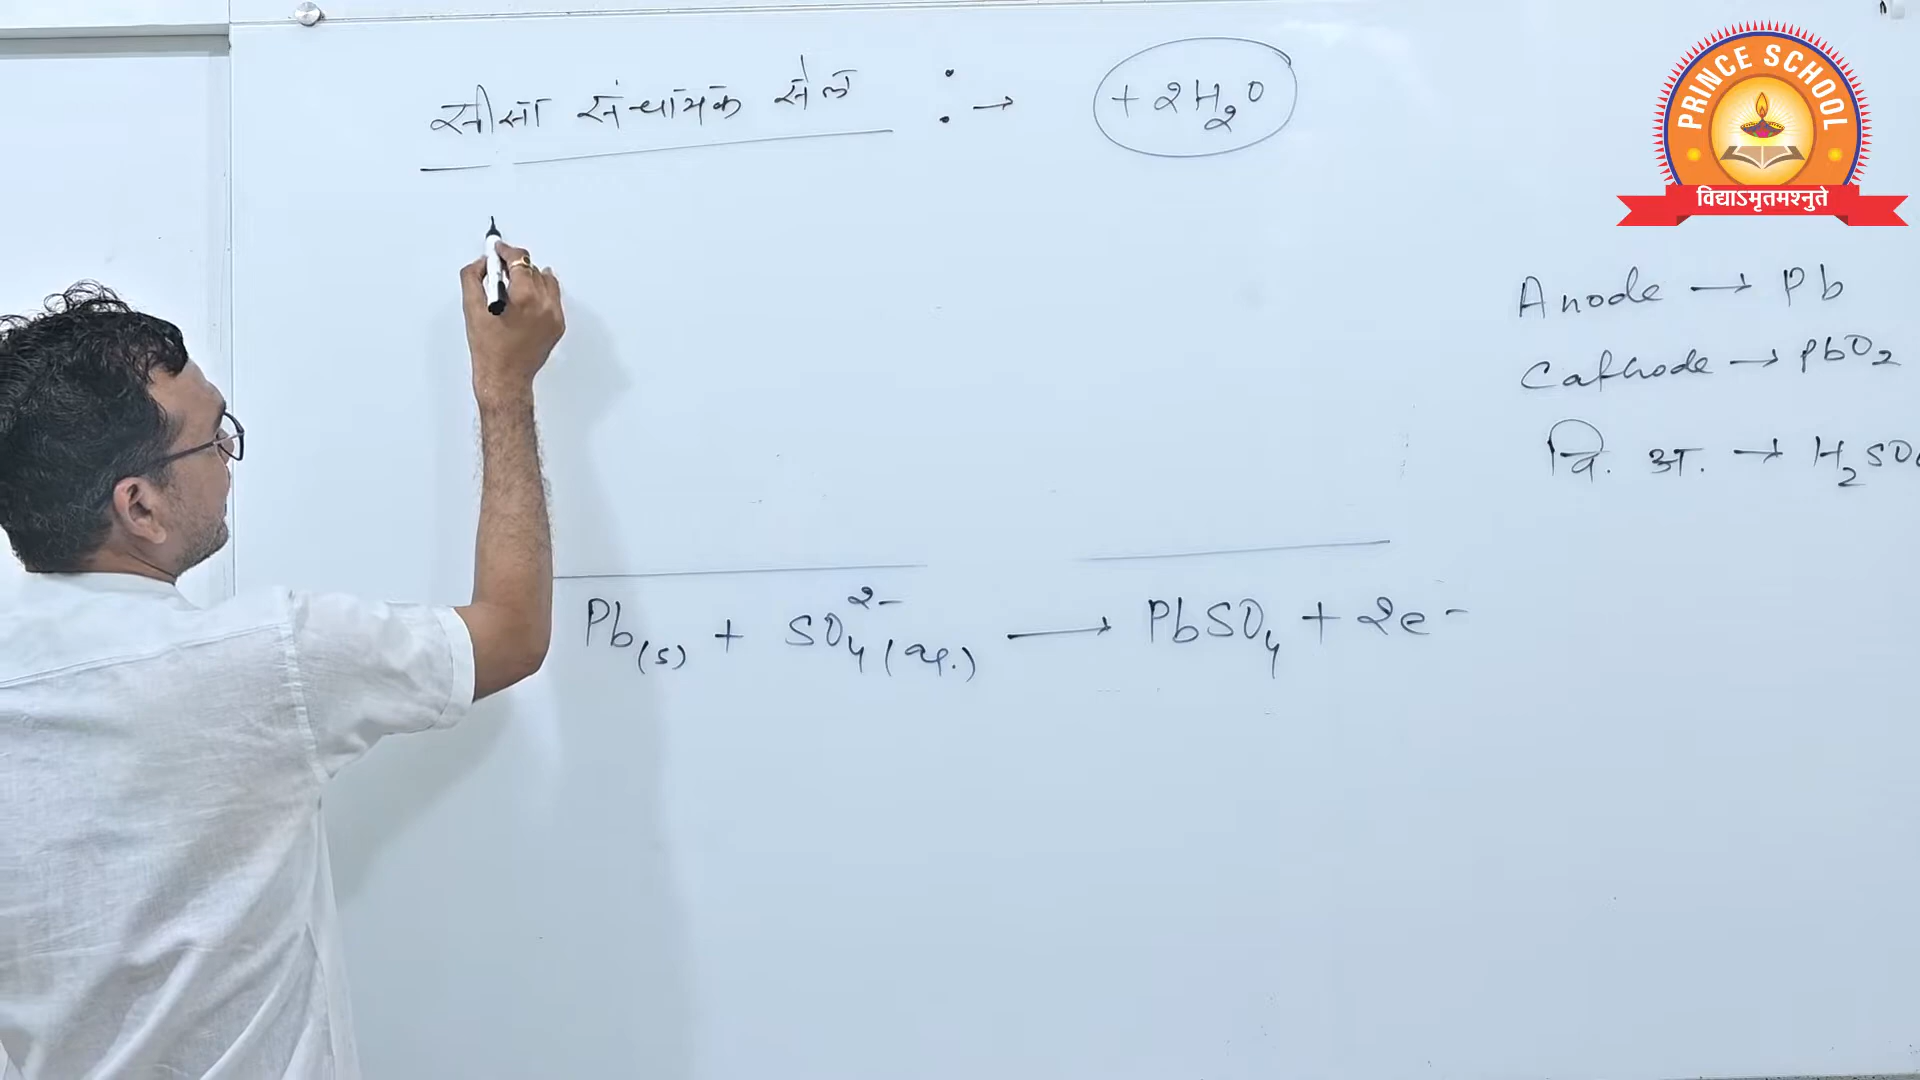 सीसा संचायक सेल :→ + 2H₂O
PRINCE SCHOOL
विद्याऽमृतमश्नुते
Anode → Pb
Cathode → PbO₂
वि. अ. → H₂SO₄
Pb(s) + SO₄²⁻(aq.) → PbSO₄ + 2e⁻